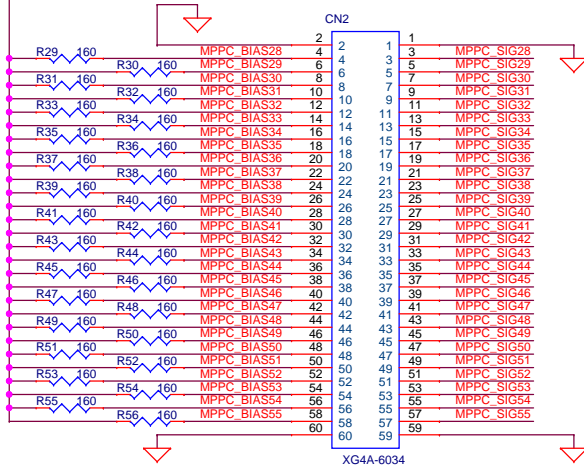 CN2
2 2 1 1
R29 160 MPPC_BIAS28 4 4 3 3 MPPC_SIG28
R30 160 MPPC_BIAS29 6 6 5 5 MPPC_SIG29
R31 160 MPPC_BIAS30 8 8 7 7 MPPC_SIG30
R32 160 MPPC_BIAS31 10 10 9 9 MPPC_SIG31
R33 160 MPPC_BIAS32 12 12 11 11 MPPC_SIG32
R34 160 MPPC_BIAS33 14 14 13 13 MPPC_SIG33
R35 160 MPPC_BIAS34 16 16 15 15 MPPC_SIG34
R36 160 MPPC_BIAS35 18 18 17 17 MPPC_SIG35
R37 160 MPPC_BIAS36 20 20 19 19 MPPC_SIG36
R38 160 MPPC_BIAS37 22 22 21 21 MPPC_SIG37
R39 160 MPPC_BIAS38 24 24 23 23 MPPC_SIG38
R40 160 MPPC_BIAS39 26 26 25 25 MPPC_SIG39
R41 160 MPPC_BIAS40 28 28 27 27 MPPC_SIG40
R42 160 MPPC_BIAS41 30 30 29 29 MPPC_SIG41
R43 160 MPPC_BIAS42 32 32 31 31 MPPC_SIG42
R44 160 MPPC_BIAS43 34 34 33 33 MPPC_SIG43
R45 160 MPPC_BIAS44 36 36 35 35 MPPC_SIG44
R46 160 MPPC_BIAS45 38 38 37 37 MPPC_SIG45
R47 160 MPPC_BIAS46 40 40 39 39 MPPC_SIG46
R48 160 MPPC_BIAS47 42 42 41 41 MPPC_SIG47
R49 160 MPPC_BIAS48 44 44 43 43 MPPC_SIG48
R50 160 MPPC_BIAS49 46 46 45 45 MPPC_SIG49
R51 160 MPPC_BIAS50 48 48 47 47 MPPC_SIG50
R52 160 MPPC_BIAS51 50 50 49 49 MPPC_SIG51
R53 160 MPPC_BIAS52 52 52 51 51 MPPC_SIG52
R54 160 MPPC_BIAS53 54 54 53 53 MPPC_SIG53
R55 160 MPPC_BIAS54 56 56 55 55 MPPC_SIG54
R56 160 MPPC_BIAS55 58 58 57 57 MPPC_SIG55
60 60 59 59
XG4A-6034